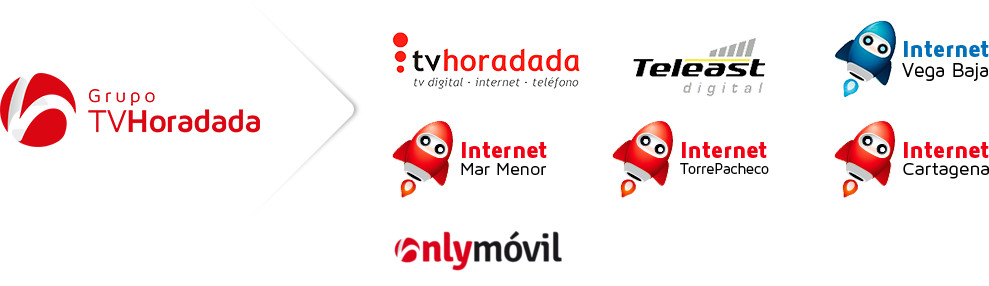 Grupo
TVHoradada
tvhoradada
tv digital · internet · teléfono
Teleast
digital
Internet
Vega Baja
Internet
Mar Menor
Internet
TorrePacheco
Internet
Cartagena
onlymóvil